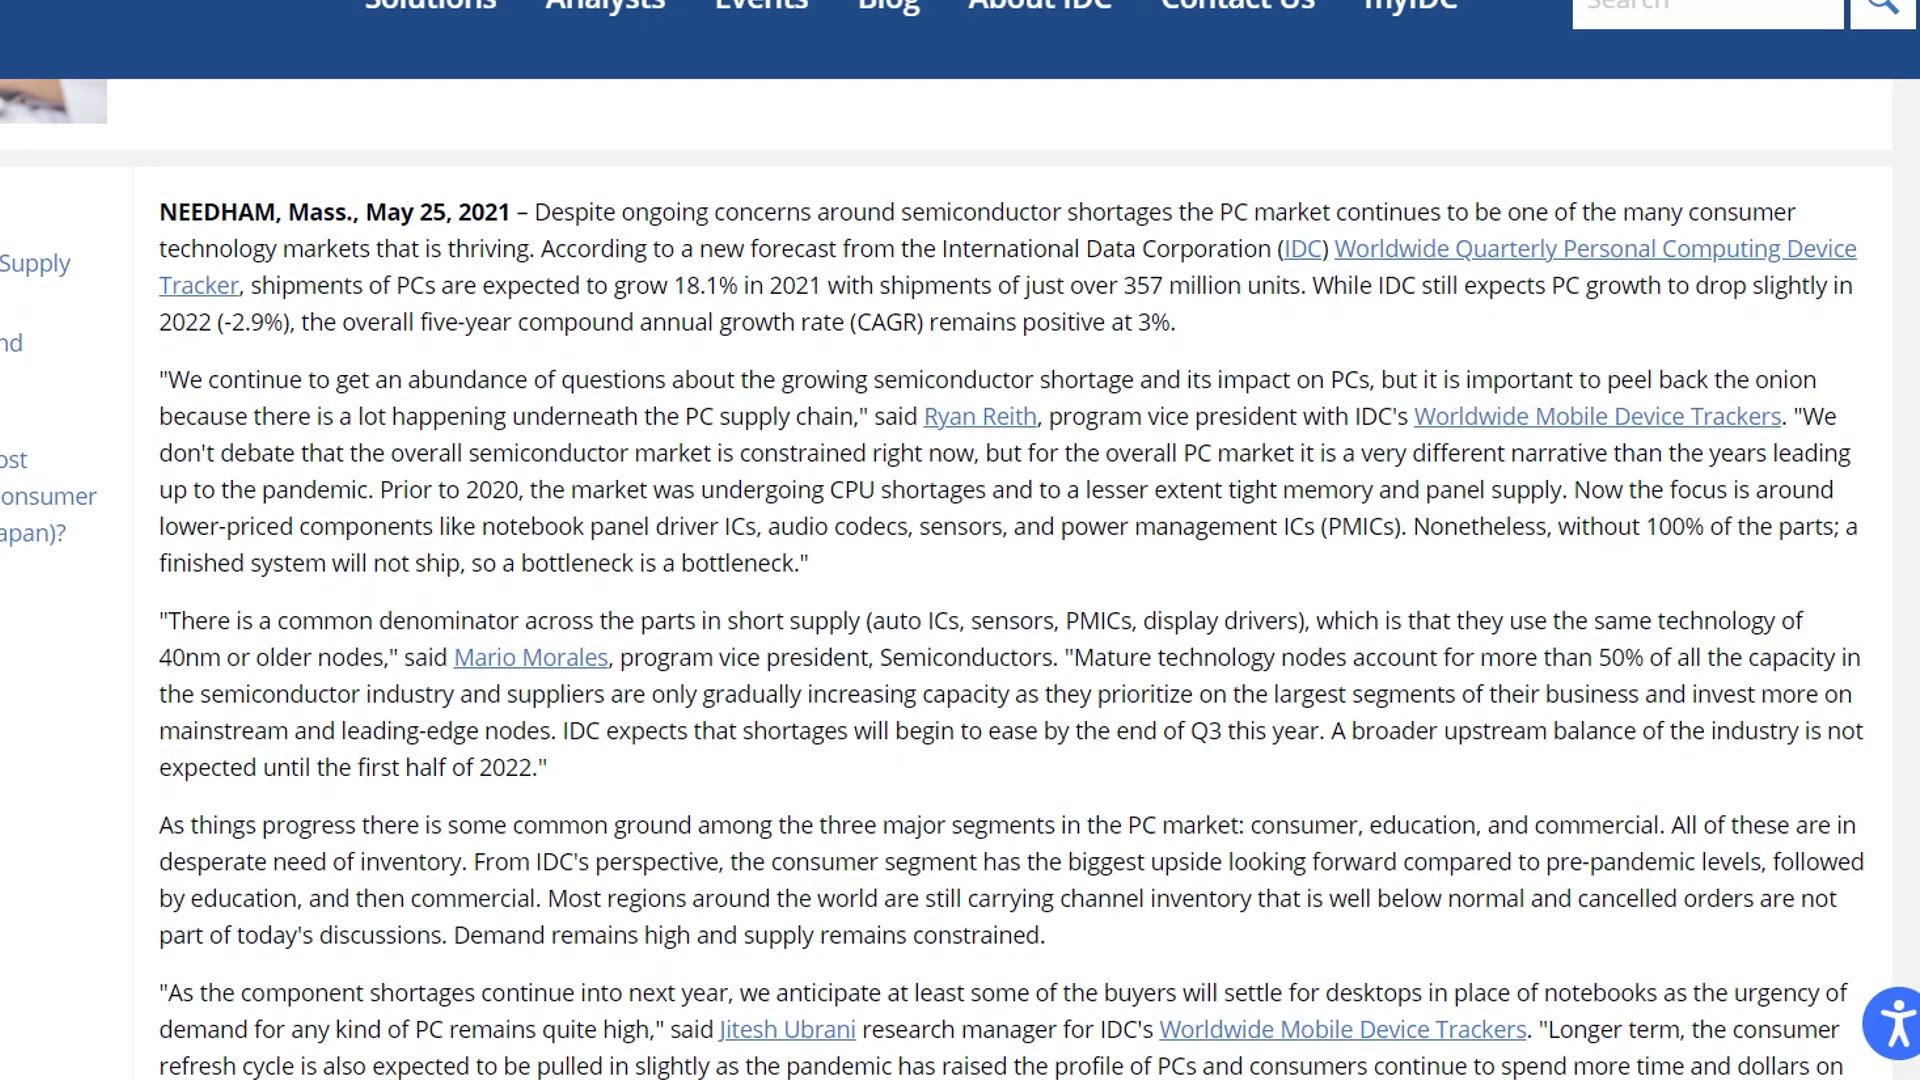 Solutions Analysts Events Blog About IDC Contact Us myIDC Search
Supply
nd
ost
onsumer
apan)?
NEEDHAM, Mass., May 25, 2021 – Despite ongoing concerns around semiconductor shortages the PC market continues to be one of the many consumer
technology markets that is thriving. According to a new forecast from the International Data Corporation (IDC) Worldwide Quarterly Personal Computing Device
Tracker, shipments of PCs are expected to grow 18.1% in 2021 with shipments of just over 357 million units. While IDC still expects PC growth to drop slightly in
2022 (-2.9%), the overall five-year compound annual growth rate (CAGR) remains positive at 3%.
"We continue to get an abundance of questions about the growing semiconductor shortage and its impact on PCs, but it is important to peel back the onion
because there is a lot happening underneath the PC supply chain," said Ryan Reith, program vice president with IDC's Worldwide Mobile Device Trackers. "We
don't debate that the overall semiconductor market is constrained right now, but for the overall PC market it is a very different narrative than the years leading
up to the pandemic. Prior to 2020, the market was undergoing CPU shortages and to a lesser extent tight memory and panel supply. Now the focus is around
lower-priced components like notebook panel driver ICs, audio codecs, sensors, and power management ICs (PMICs). Nonetheless, without 100% of the parts; a
finished system will not ship, so a bottleneck is a bottleneck."
"There is a common denominator across the parts in short supply (auto ICs, sensors, PMICs, display drivers), which is that they use the same technology of
40nm or older nodes," said Mario Morales, program vice president, Semiconductors. "Mature technology nodes account for more than 50% of all the capacity in
the semiconductor industry and suppliers are only gradually increasing capacity as they prioritize on the largest segments of their business and invest more on
mainstream and leading-edge nodes. IDC expects that shortages will begin to ease by the end of Q3 this year. A broader upstream balance of the industry is not
expected until the first half of 2022."
As things progress there is some common ground among the three major segments in the PC market: consumer, education, and commercial. All of these are in
desperate need of inventory. From IDC's perspective, the consumer segment has the biggest upside looking forward compared to pre-pandemic levels, followed
by education, and then commercial. Most regions around the world are still carrying channel inventory that is well below normal and cancelled orders are not
part of today's discussions. Demand remains high and supply remains constrained.
"As the component shortages continue into next year, we anticipate at least some of the buyers will settle for desktops in place of notebooks as the urgency of
demand for any kind of PC remains quite high," said Jitesh Ubrani research manager for IDC's Worldwide Mobile Device Trackers. "Longer term, the consumer
refresh cycle is also expected to be pulled in slightly as the pandemic has raised the profile of PCs and consumers continue to spend more time and dollars on